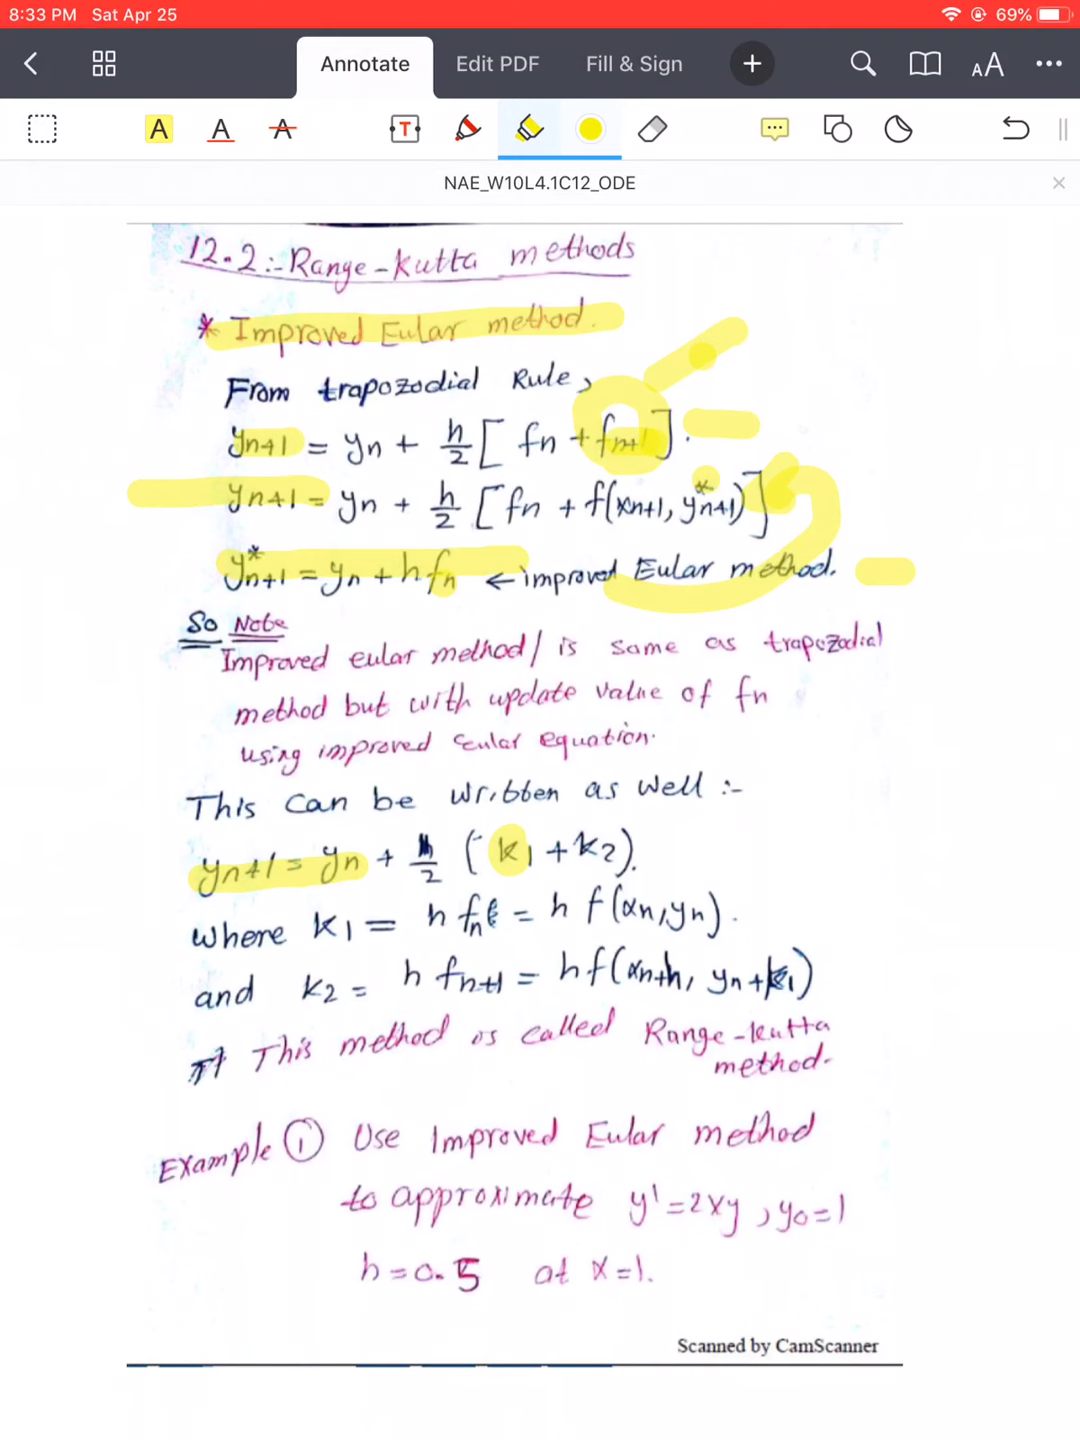 8:33 PM Sat Apr 25
69%
Annotate Edit PDF Fill & Sign
NAE_W10L4.1C12_ODE
12.2:- Range-Kutta methods
* Improved Eular method.
From trapozodial Rule,
yn+1 = yn + h/2 [fn + fn+1].
yn+1 = yn + h/2 [fn + f(xn+1, y*n+1)]
y*n+1 = yn + hfn ← improved Eular method.
So Note
Improved eular method/ is same as trapozodial
method but with update value of fn
using improved eular equation.
This can be written as well :-
yn+1 = yn + 1/2 (k1 + k2).
where k1 = h fn = h f(xn, yn).
and k2 = h fn+1 = hf(xn+h, yn+k1)
This method is called Range-kutta
method.
Example ① Use Improved Eular method
to approximate y' = 2xy, y0 = 1
h = 0.5 at x = 1.
Scanned by CamScanner